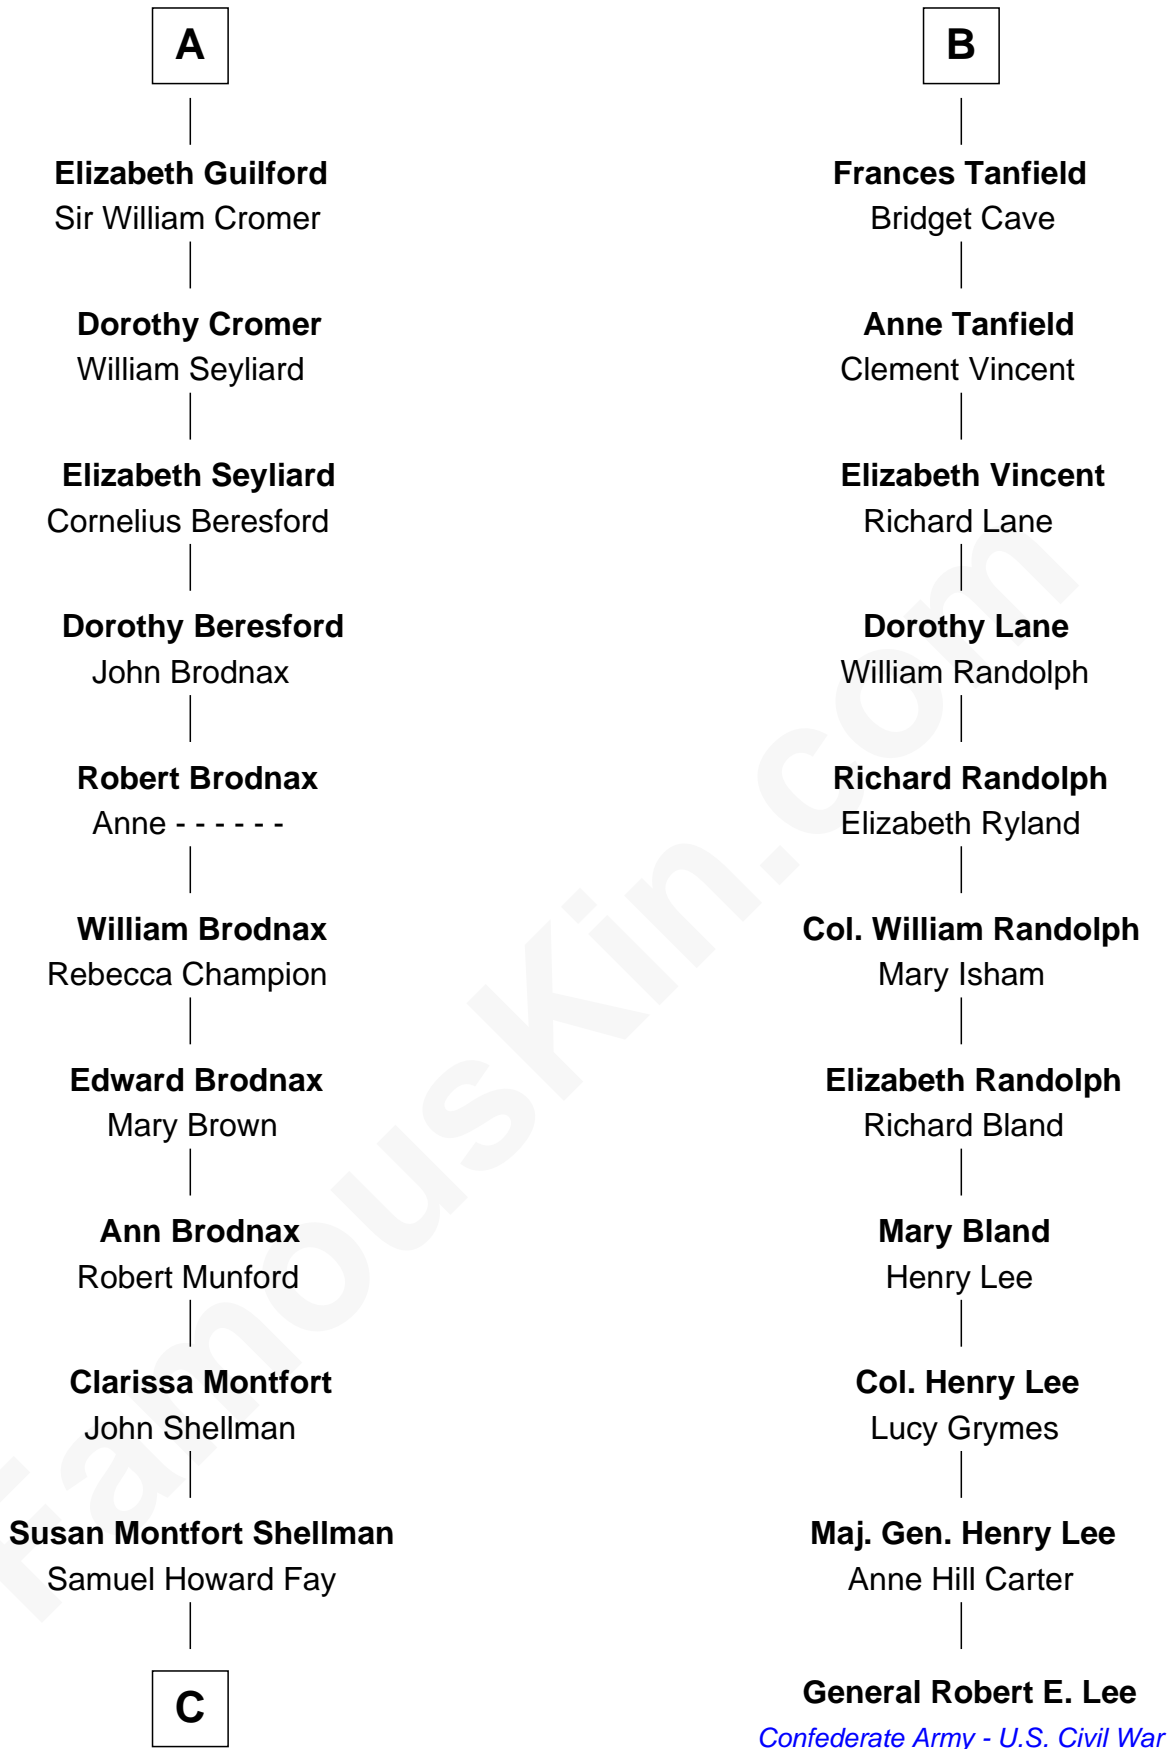 A
Elizabeth Guilford
Sir William Cromer
Dorothy Cromer
William Seyliard
Elizabeth Seyliard
Cornelius Beresford
Dorothy Beresford
John Brodnax
Robert Brodnax
Anne - - - - - -
William Brodnax
Rebecca Champion
Edward Brodnax
Mary Brown
Ann Brodnax
Robert Munford
Clarissa Montfort
John Shellman
Susan Montfort Shellman
Samuel Howard Fay
C
B
Frances Tanfield
Bridget Cave
Anne Tanfield
Clement Vincent
Elizabeth Vincent
Richard Lane
Dorothy Lane
William Randolph
Richard Randolph
Elizabeth Ryland
Col. William Randolph
Mary Isham
Elizabeth Randolph
Richard Bland
Mary Bland
Henry Lee
Col. Henry Lee
Lucy Grymes
Maj. Gen. Henry Lee
Anne Hill Carter
General Robert E. Lee
Confederate Army - U.S. Civil War
FamousKin.com